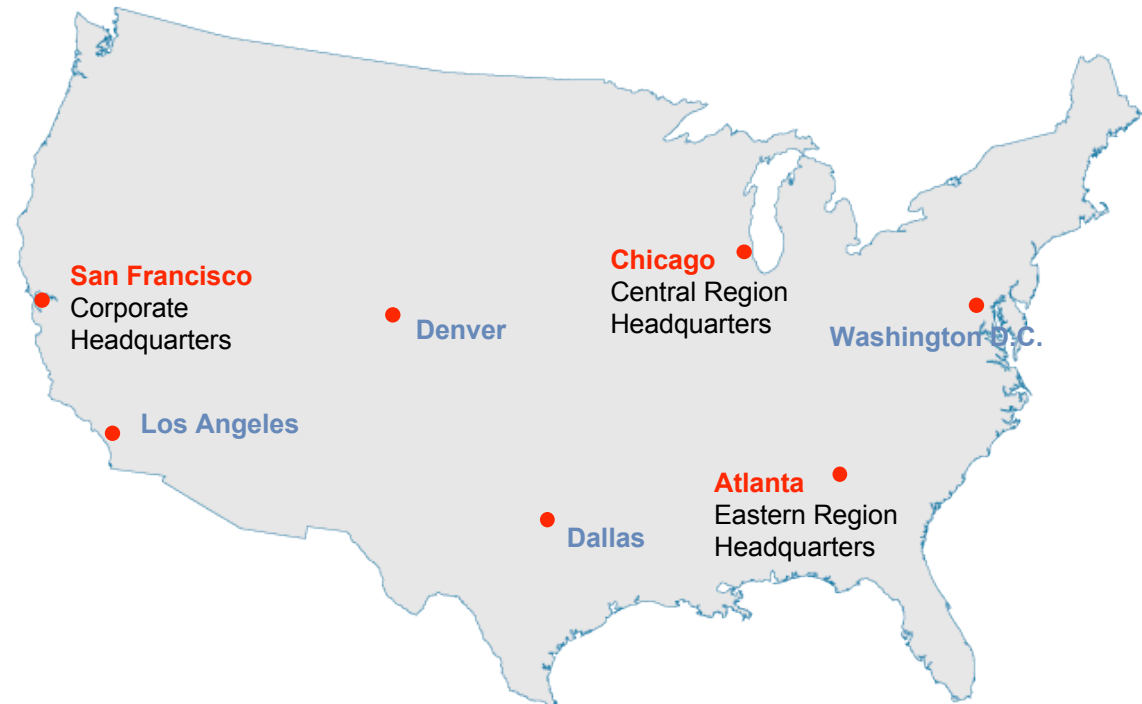 San Francisco
Corporate
Headquarters
Chicago
Central Region
Headquarters
Denver
Washington D.C.
Los Angeles
Atlanta
Eastern Region
Headquarters
Dallas